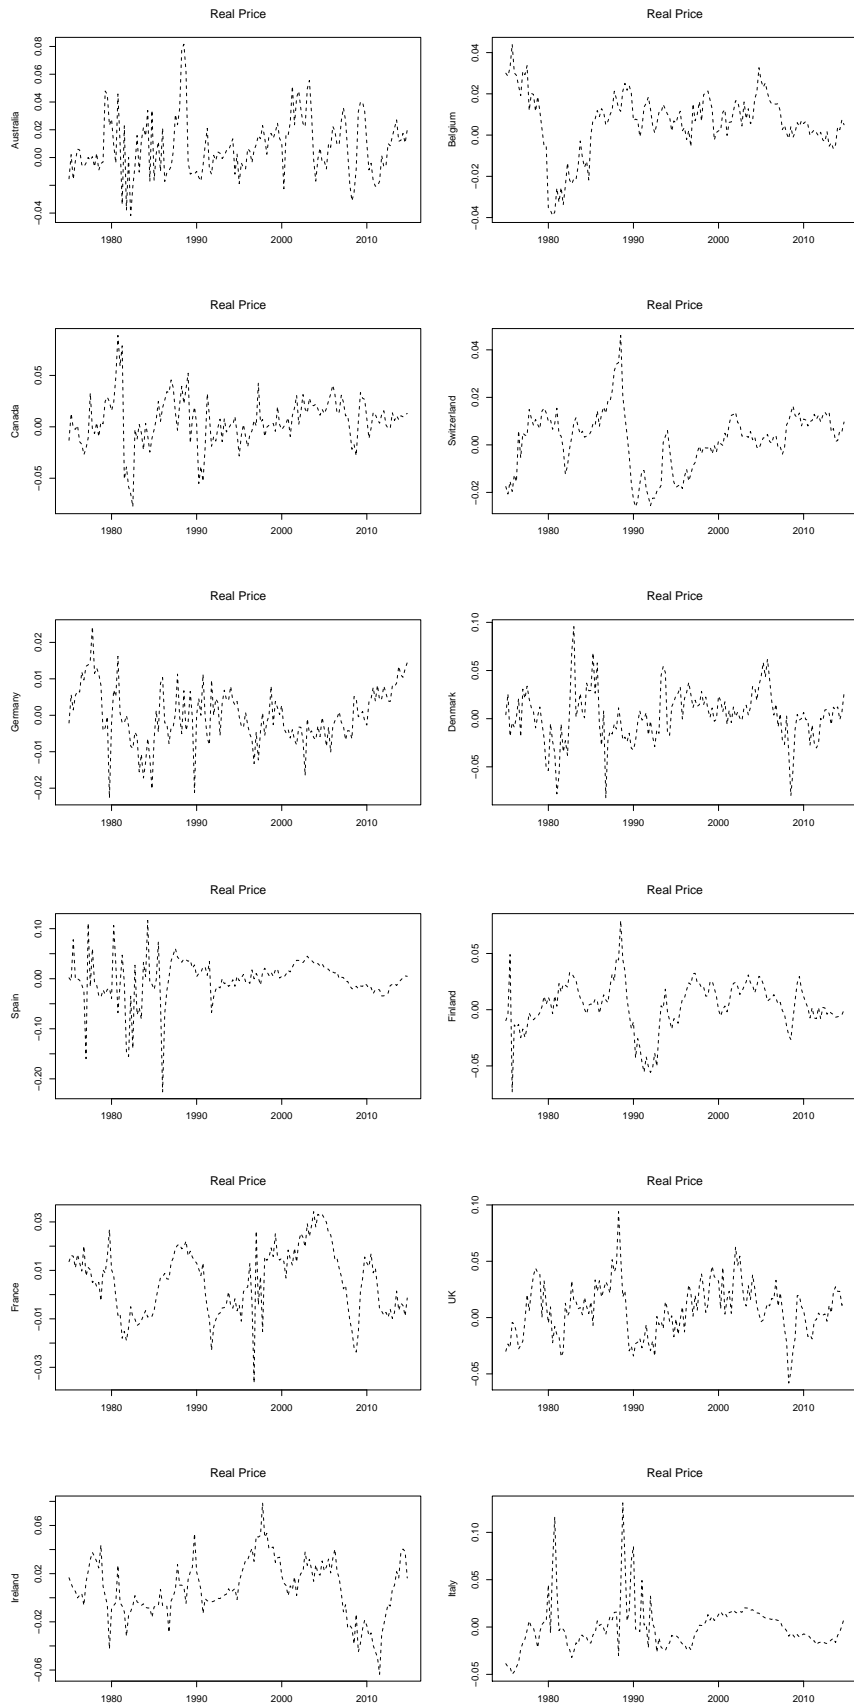 Real Price
Australia
−0.04 0.00 0.02 0.04 0.06 0.08
1980 1990 2000 2010
Real Price
Belgium
−0.04 −0.02 0.00 0.02 0.04
1980 1990 2000 2010
Real Price
Canada
−0.05 0.00 0.05
1980 1990 2000 2010
Real Price
Switzerland
−0.02 0.00 0.02 0.04
1980 1990 2000 2010
Real Price
Germany
−0.02 −0.01 0.00 0.01 0.02
1980 1990 2000 2010
Real Price
Denmark
−0.05 0.00 0.05 0.10
1980 1990 2000 2010
Real Price
Spain
−0.20 −0.10 0.00 0.10
1980 1990 2000 2010
Real Price
Finland
−0.05 0.00 0.05
1980 1990 2000 2010
Real Price
France
−0.03 −0.01 0.01 0.03
1980 1990 2000 2010
Real Price
UK
−0.05 0.00 0.05 0.10
1980 1990 2000 2010
Real Price
Ireland
−0.06 −0.02 0.02 0.06
1980 1990 2000 2010
Real Price
Italy
−0.05 0.00 0.05 0.10
1980 1990 2000 2010